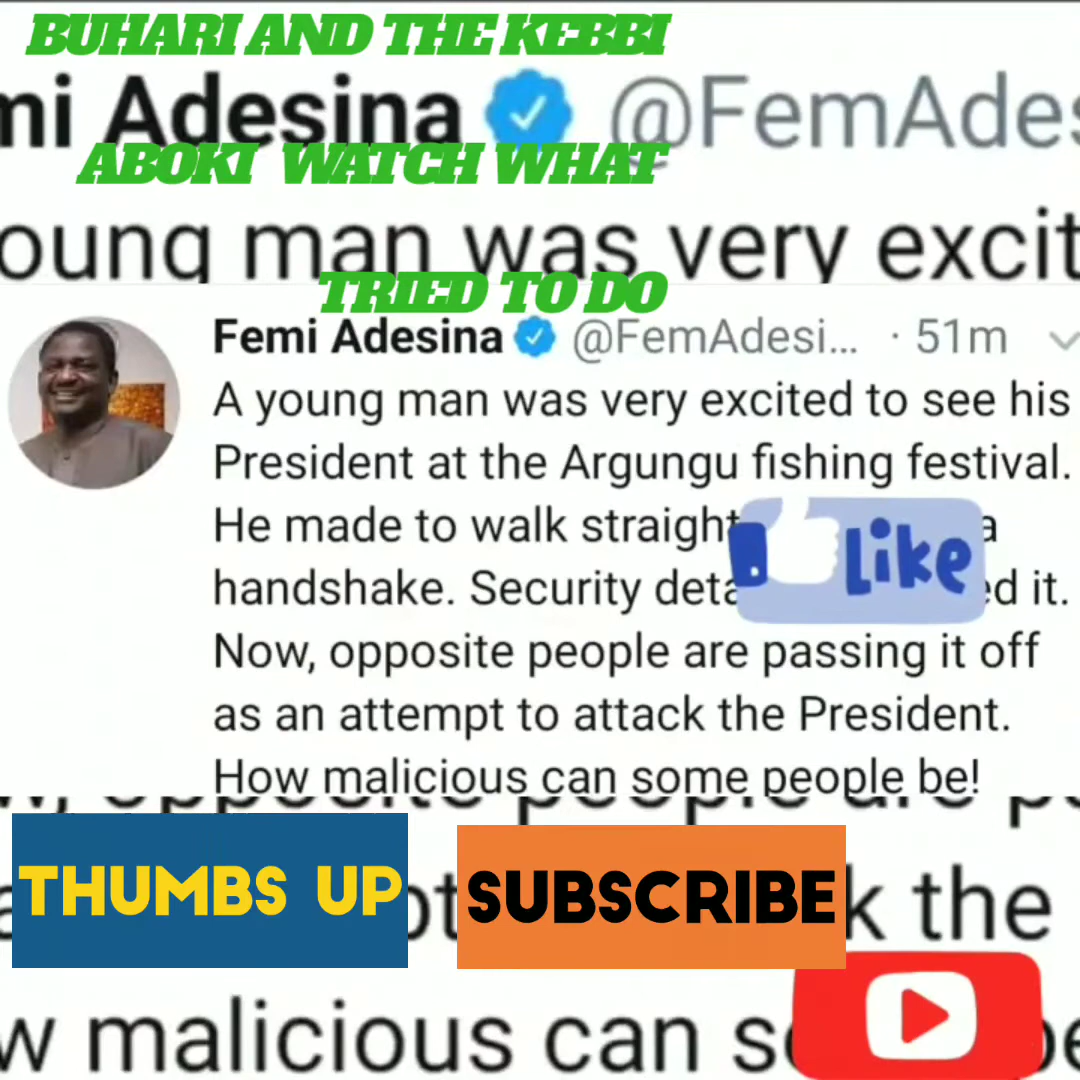 BUHARI AND THE KEBBI
mi Adesina @FemAdes
ABOKI WATCH WHAT
oung man was very excit
TRIED TO DO
Femi Adesina @FemAdesi... · 51m
A young man was very excited to see his
President at the Argungu fishing festival.
He made to walk straight a
handshake. Security deta ed it.
like
Now, opposite people are passing it off
as an attempt to attack the President.
How malicious can some people be!
THUMBS UP
SUBSCRIBE
k the
w malicious can s be